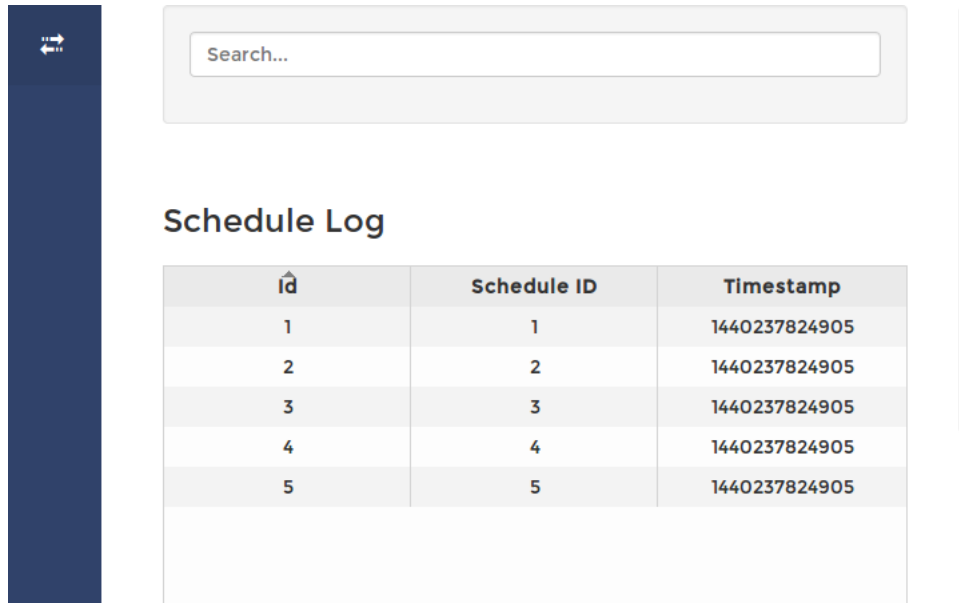 Search...
Schedule Log
Id Schedule ID Timestamp
1 1 1440237824905
2 2 1440237824905
3 3 1440237824905
4 4 1440237824905
5 5 1440237824905